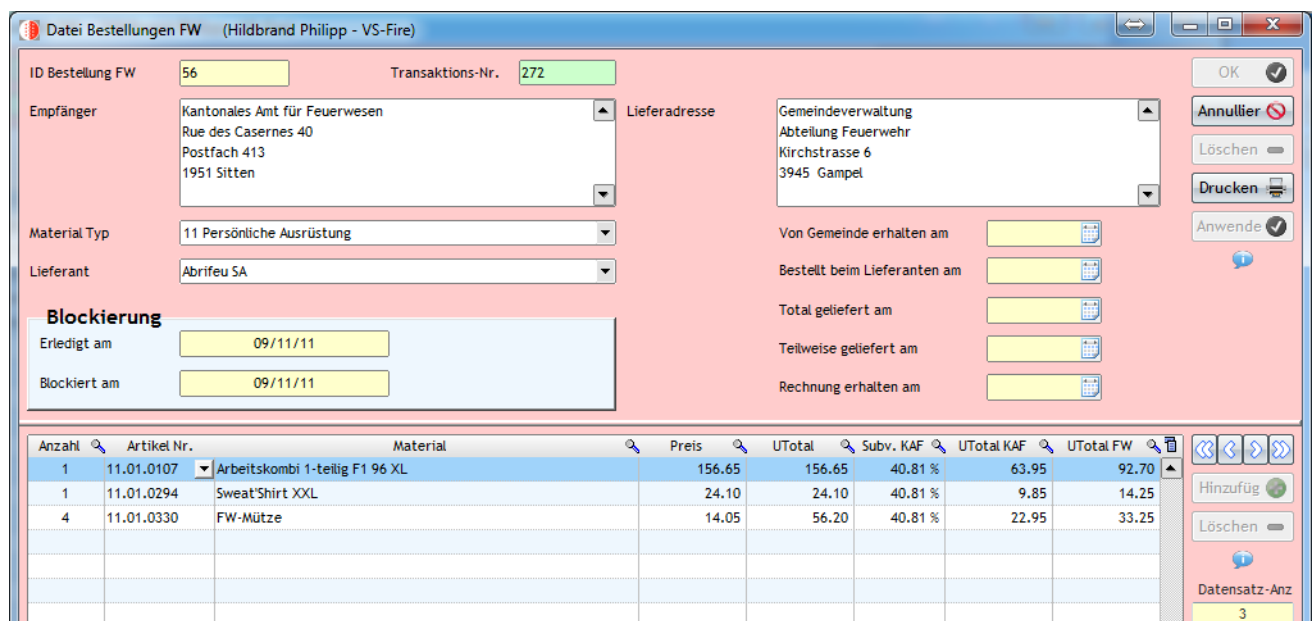 Datei Bestellungen FW (Hildbrand Philipp - VS-Fire)
ID Bestellung FW 56 Transaktions-Nr. 272 OK
Empfänger Kantonales Amt für Feuerwesen Lieferadresse Gemeindeverwaltung Annullier
Rue des Casernes 40 Abteilung Feuerwehr
Postfach 413 Kirchstrasse 6 Löschen
1951 Sitten 3945 Gampel
Drucken
Material Typ 11 Persönliche Ausrüstung Von Gemeinde erhalten am Anwende
Lieferant Abrifeu SA Bestellt beim Lieferanten am
Blockierung Total geliefert am
Erledigt am 09/11/11 Teilweise geliefert am
Blockiert am 09/11/11 Rechnung erhalten am
Anzahl Artikel Nr. Material Preis UTotal Subv. KAF UTotal KAF UTotal FW
1 11.01.0107 Arbeitskombi 1-teilig F1 96 XL 156.65 156.65 40.81 % 63.95 92.70
1 11.01.0294 Sweat'Shirt XXL 24.10 24.10 40.81 % 9.85 14.25 Hinzufüg
4 11.01.0330 FW-Mütze 14.05 56.20 40.81 % 22.95 33.25
Löschen
Datensatz-Anz
3